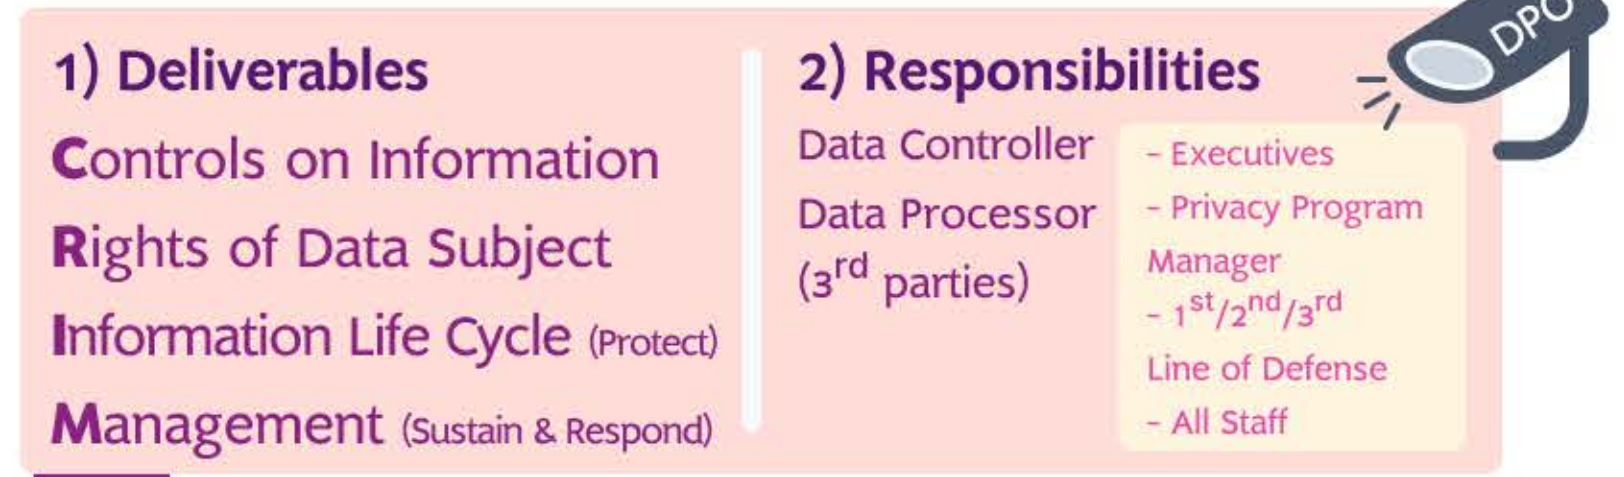 1) Deliverables
Controls on Information
Rights of Data Subject
Information Life Cycle (Protect)
Management (Sustain & Respond)
2) Responsibilities
Data Controller
Data Processor
(3rd parties)
- Executives
- Privacy Program
Manager
- 1st/2nd/3rd
Line of Defense
- All Staff
DPO